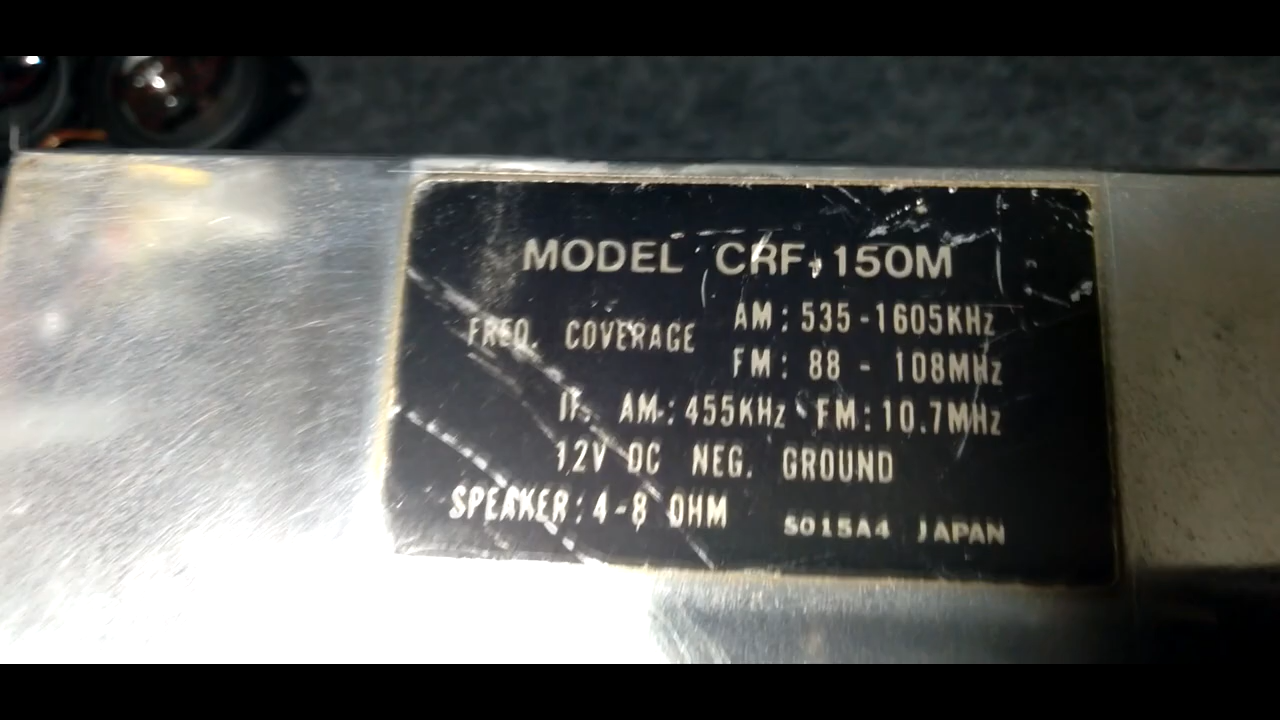 MODEL CRF-150M
FREQ. COVERAGE AM: 535-1605KHz
FM: 88 - 108MHz
IF. AM: 455KHz FM: 10.7MHz
12V DC NEG. GROUND
SPEAKER: 4-8 OHM S015A4 JAPAN